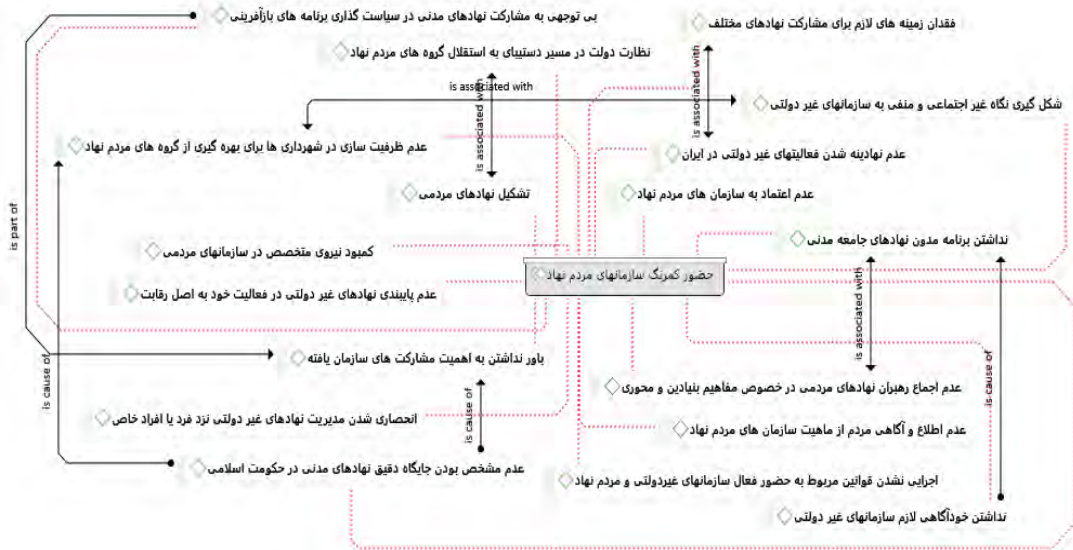 بی توجهی به مشارکت نهادهای مدنی در سیاست گذاری برنامه های بازآفرینی
فقدان زمینه های لازم برای مشارکت نهادهای مختلف
نظارت دولت در مسیر دستیبای به استقلال گروه های مردم نهاد
is associated with
is associated with
is associated with
شکل گیری نگاه غیر اجتماعی و منفی به سازمانهای غیر دولتی
عدم ظرفیت سازی در شهرداری ها برای بهره گیری از گروه های مردم نهاد
عدم نهادینه شدن فعالیتهای غیر دولتی در ایران
تشکیل نهادهای مردمی
عدم اعتماد به سازمان های مردم نهاد
is part of
نداشتن برنامه مدون نهادهای جامعه مدنی
کمبود نیروی متخصص در سازمانهای مردمی
حضور کمرنگ سازمانهای مردم نهاد
عدم پایبندی نهادهای غیر دولتی در فعالیت خود به اصل رقابت
is associated with
باور نداشتن به اهمیت مشارکت های سازمان یافته
is cause of
is cause of
عدم اجماع رهبران نهادهای مردمی در خصوص مفاهیم بنیادین و محوری
is cause of
انحصاری شدن مدیریت نهادهای غیر دولتی نزد فرد یا افراد خاص
عدم اطلاع و آگاهی مردم از ماهیت سازمان های مردم نهاد
عدم مشخص بودن جایگاه دقیق نهادهای مدنی در حکومت اسلامی
اجرایی نشدن قوانین مربوط به حضور فعال سازمانهای غیردولتی و مردم نهاد
نداشتن خودآگاهی لازم سازمانهای غیر دولتی